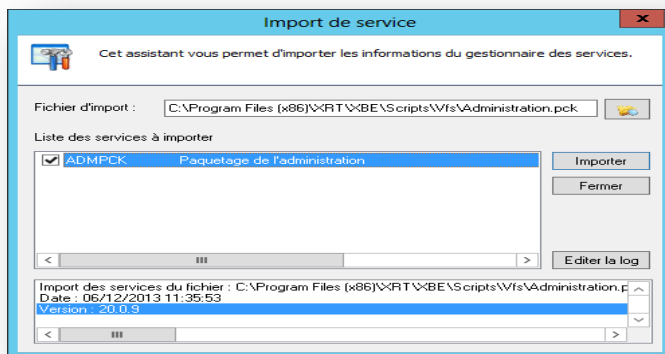 Import de service
x
Cet assistant vous permet d'importer les informations du gestionnaire des services.
Fichier d'import : C:\Program Files (x86)\XRT\XBE\Scripts\Vfs\Administration.pck
Liste des services à importer
ADMPCK Paquetage de l'administration
Importer
Fermer
Editer la log
Import des services du fichier : C:\Program Files (x86)\XRT\XBE\Scripts\Vfs\Administration.p
Date : 06/12/2013 11:35:53
Version : 20.0.9